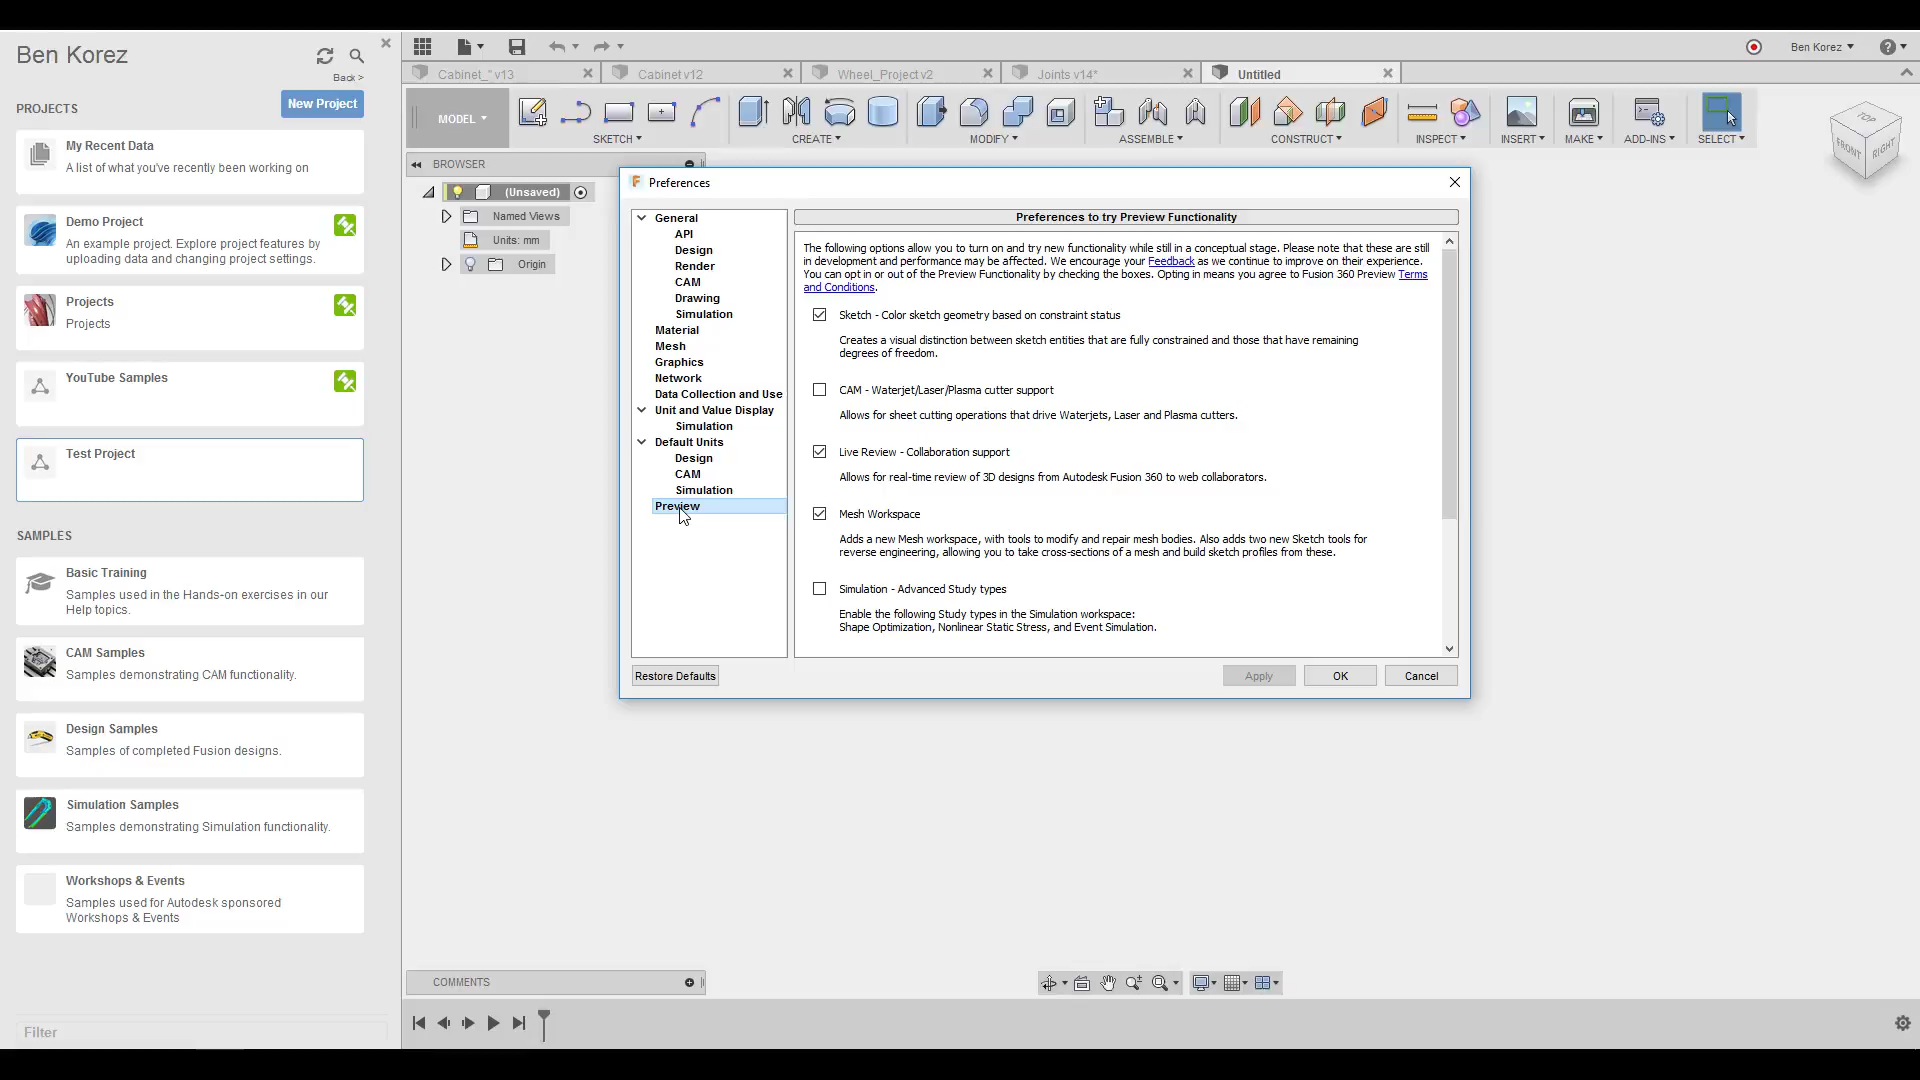 Ben Korez
Back >
PROJECTS
New Project
My Recent Data
A list of what you've recently been working on
Demo Project
An example project. Explore project features by
uploading data and changing project settings.
Projects
Projects
YouTube Samples
Test Project
SAMPLES
Basic Training
Samples used in the Hands-on exercises in our
Help topics.
CAM Samples
Samples demonstrating CAM functionality.
Design Samples
Samples of completed Fusion designs.
Simulation Samples
Samples demonstrating Simulation functionality.
Workshops & Events
Samples used for Autodesk sponsored
Workshops & Events
Filter
Ben Korez
Cabinet_" v13
Cabinet v12
Wheel_Project v2
Joints v14*
Untitled
MODEL
SKETCH
CREATE
MODIFY
ASSEMBLE
CONSTRUCT
INSPECT
INSERT
MAKE
ADD-INS
SELECT
TOP
FRONT
RIGHT
BROWSER
(Unsaved)
Named Views
Units: mm
Origin
Preferences
General
API
Design
Render
CAM
Drawing
Simulation
Material
Mesh
Graphics
Network
Data Collection and Use
Unit and Value Display
Simulation
Default Units
Design
CAM
Simulation
Preview
Preferences to try Preview Functionality
The following options allow you to turn on and try new functionality while still in a conceptual stage. Please note that these are still
in development and performance may be affected. We encourage your Feedback as we continue to improve on their experience.
You can opt in or out of the Preview Functionality by checking the boxes. Opting in means you agree to Fusion 360 Preview Terms
and Conditions.
Sketch - Color sketch geometry based on constraint status
Creates a visual distinction between sketch entities that are fully constrained and those that have remaining
degrees of freedom.
CAM - Waterjet/Laser/Plasma cutter support
Allows for sheet cutting operations that drive Waterjets, Laser and Plasma cutters.
Live Review - Collaboration support
Allows for real-time review of 3D designs from Autodesk Fusion 360 to web collaborators.
Mesh Workspace
Adds a new Mesh workspace, with tools to modify and repair mesh bodies. Also adds two new Sketch tools for
reverse engineering, allowing you to take cross-sections of a mesh and build sketch profiles from these.
Simulation - Advanced Study types
Enable the following Study types in the Simulation workspace:
Shape Optimization, Nonlinear Static Stress, and Event Simulation.
Restore Defaults
Apply
OK
Cancel
COMMENTS